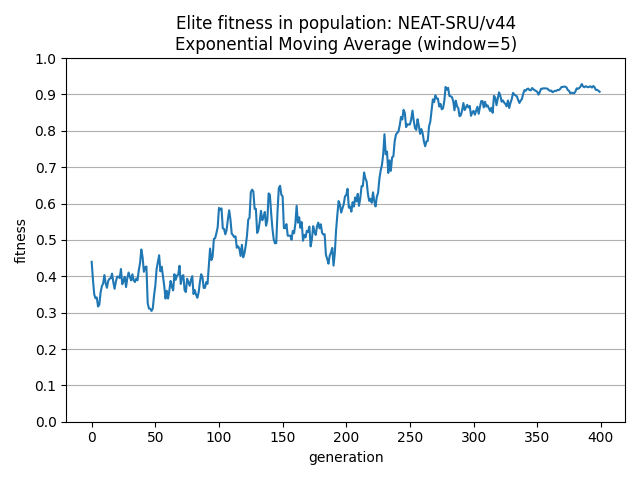 Elite fitness in population: NEAT-SRU/v44
Exponential Moving Average (window=5)
1.0
0.9
0.8
0.7
0.6
0.5
0.4
0.3
0.2
0.1
0.0
fitness
0 50 100 150 200 250 300 350 400
generation